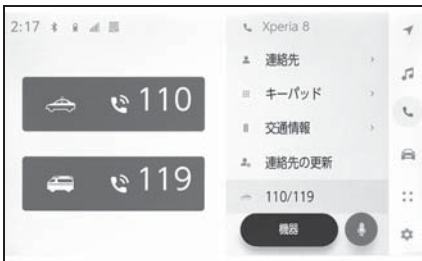 2:17
110
119
Xperia 8
連絡先
キーパッド
交通情報
連絡先の更新
110/119
機器